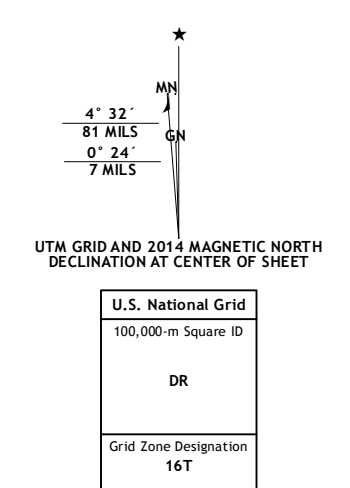 ★
MN
4° 32´
81 MILS
GN
0° 24´
7 MILS
UTM GRID AND 2014 MAGNETIC NORTH
DECLINATION AT CENTER OF SHEET
U.S. National Grid
100,000-m Square ID
DR
Grid Zone Designation
16T